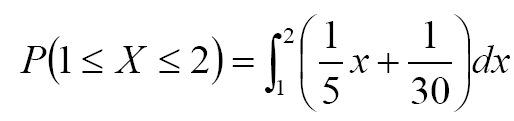 P(1 ≤ X ≤ 2) = ∫₁² (1/5 x + 1/30) dx